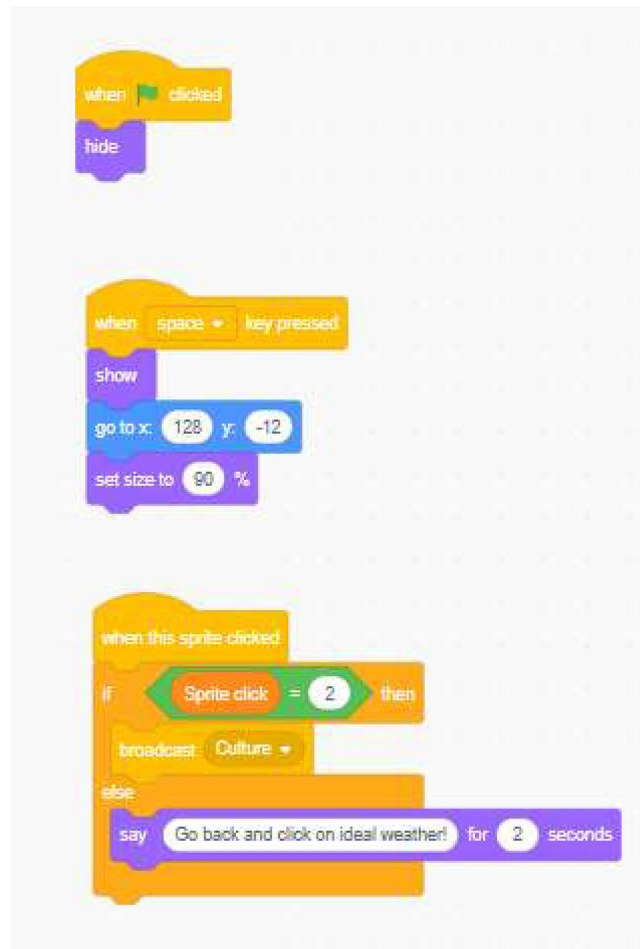 when clicked
hide
when space key pressed
show
go to x: 128 y: -12
set size to 90 %
when this sprite clicked
if Sprite click = 2 then
broadcast Culture
else
say Go back and click on ideal weather! for 2 seconds